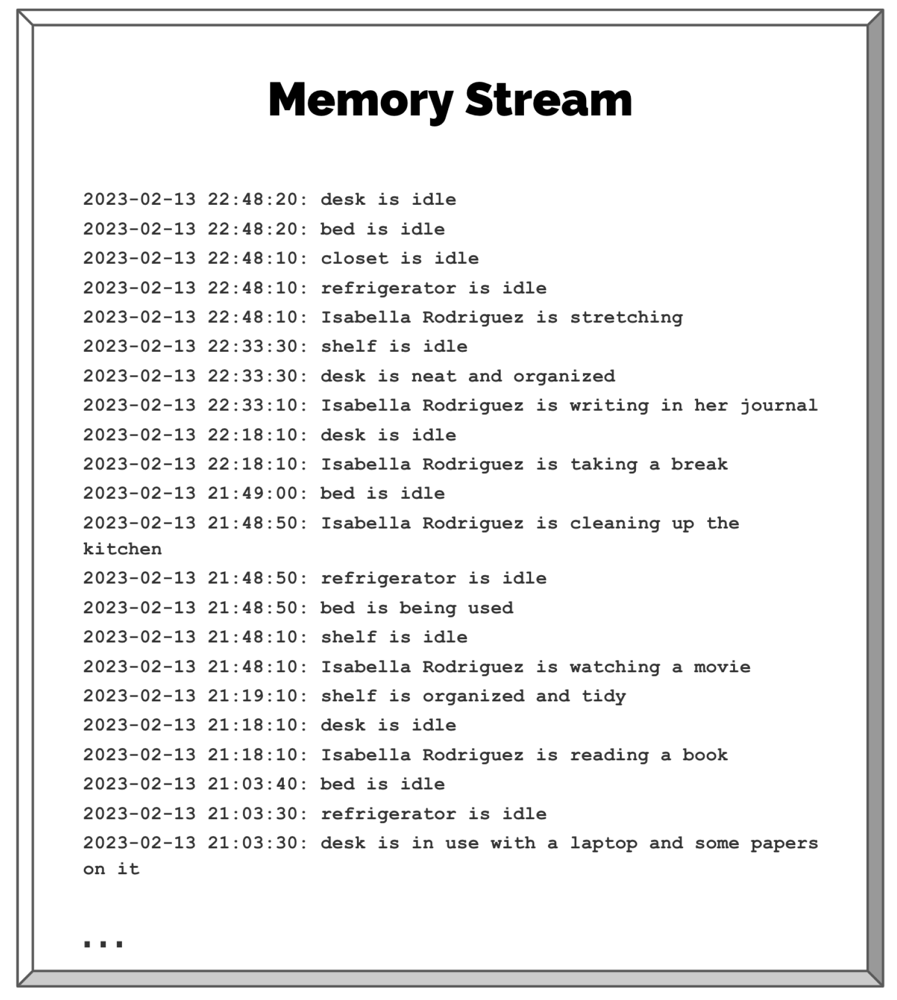 Memory Stream
2023-02-13 22:48:20: desk is idle
2023-02-13 22:48:20: bed is idle
2023-02-13 22:48:10: closet is idle
2023-02-13 22:48:10: refrigerator is idle
2023-02-13 22:48:10: Isabella Rodriguez is stretching
2023-02-13 22:33:30: shelf is idle
2023-02-13 22:33:30: desk is neat and organized
2023-02-13 22:33:10: Isabella Rodriguez is writing in her journal
2023-02-13 22:18:10: desk is idle
2023-02-13 22:18:10: Isabella Rodriguez is taking a break
2023-02-13 21:49:00: bed is idle
2023-02-13 21:48:50: Isabella Rodriguez is cleaning up the
kitchen
2023-02-13 21:48:50: refrigerator is idle
2023-02-13 21:48:50: bed is being used
2023-02-13 21:48:10: shelf is idle
2023-02-13 21:48:10: Isabella Rodriguez is watching a movie
2023-02-13 21:19:10: shelf is organized and tidy
2023-02-13 21:18:10: desk is idle
2023-02-13 21:18:10: Isabella Rodriguez is reading a book
2023-02-13 21:03:40: bed is idle
2023-02-13 21:03:30: refrigerator is idle
2023-02-13 21:03:30: desk is in use with a laptop and some papers
on it
...